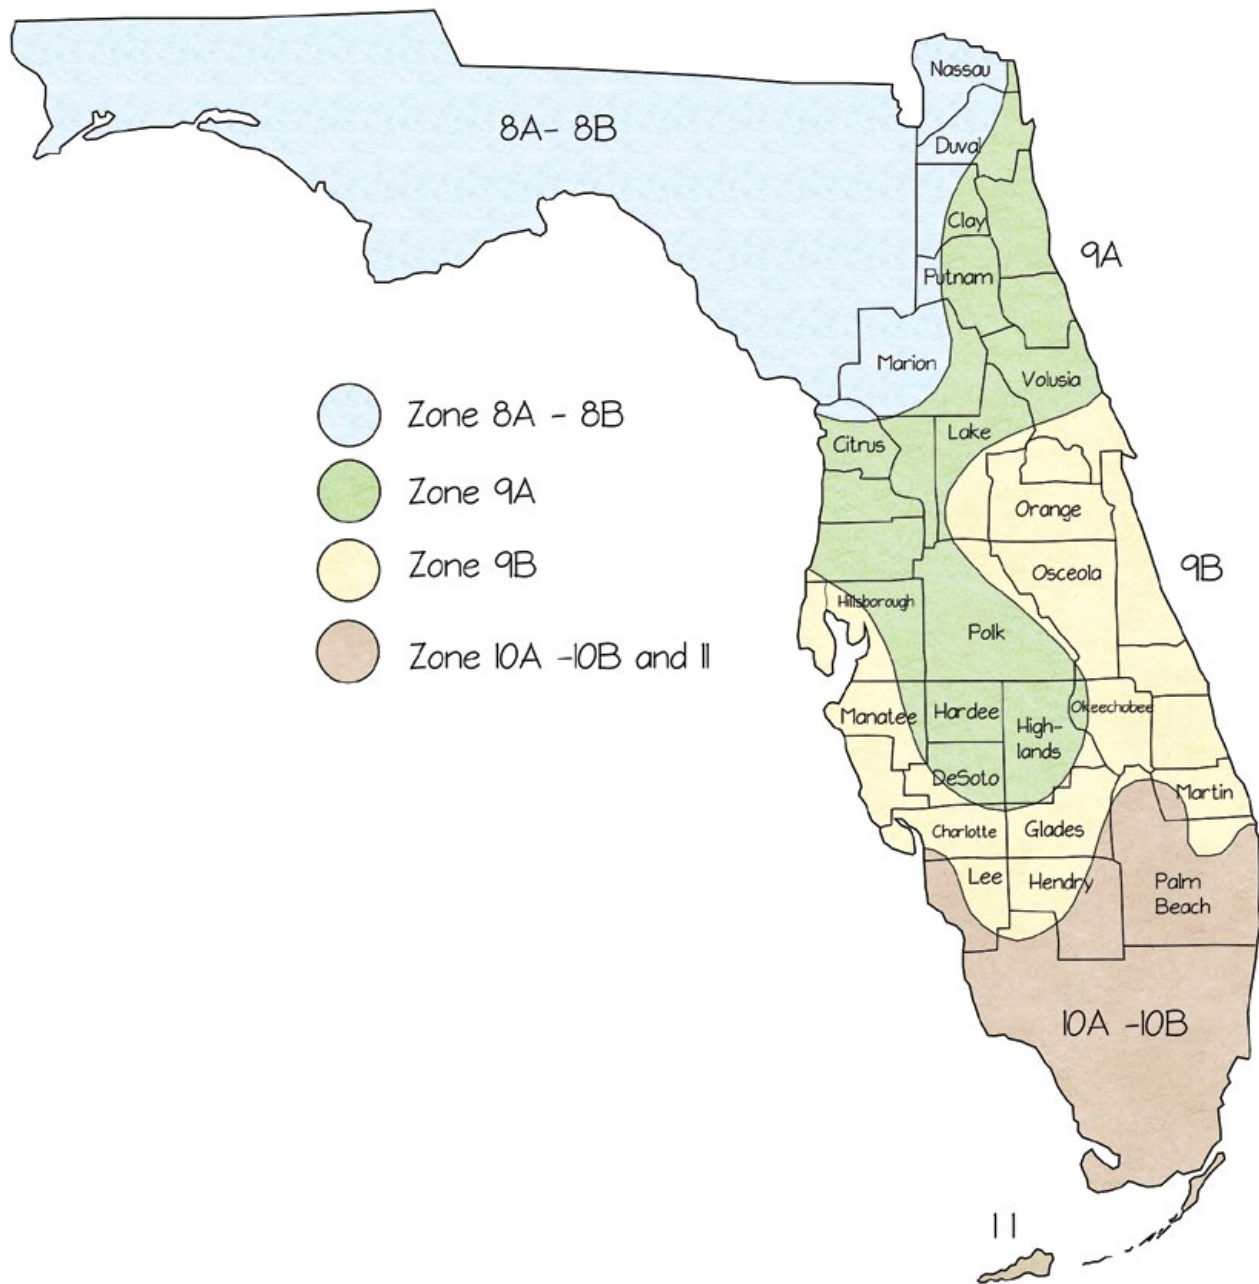 Nassau
8A- 8B
Duval
Clay
9A
Putnam
Marion
Volusia
Zone 8A - 8B
Lake
Citrus
Zone 9A
Orange
Zone 9B
Osceola
9B
Hillsborough
Polk
Zone 10A -10B and 11
Manatee
Hardee
Okeechobee
High-
lands
DeSoto
Martin
Charlotte
Glades
Lee
Hendry
Palm
Beach
10A -10B
11